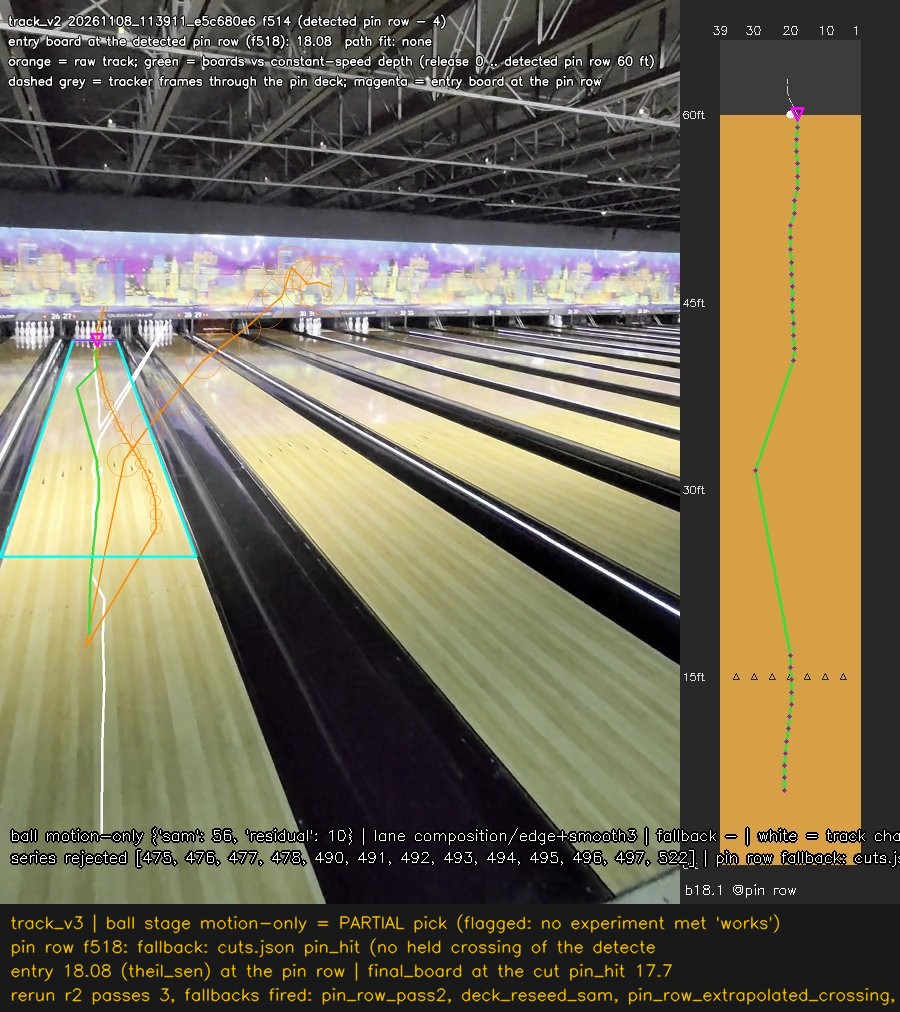 track_v2 20261108_113911_e5c680e6 f514 (detected pin row - 4)
entry board at the detected pin row (f518): 18.08 path fit: none
orange = raw track; green = boards vs constant-speed depth (release 0 .. detected pin row 60 ft)
dashed grey = tracker frames through the pin deck; magenta = entry board at the pin row
39 30 20 10 1
60ft
45ft
30ft
15ft
26 27
28 29
ball motion-only {'sam': 56, 'residual': 10} | lane composition/edge+smooth3 | fallback - | white = track cha
series rejected [475, 476, 477, 478, 490, 491, 492, 493, 494, 495, 496, 497, 522] | pin row fallback: cuts.js
b18.1 @pin row
track_v3 | ball stage motion-only = PARTIAL pick (flagged: no experiment met 'works')
pin row f518: fallback: cuts.json pin_hit (no held crossing of the detecte
entry 18.08 (theil_sen) at the pin row | final_board at the cut pin_hit 17.7
rerun r2 passes 3, fallbacks fired: pin_row_pass2, deck_reseed_sam, pin_row_extrapolated_crossing,